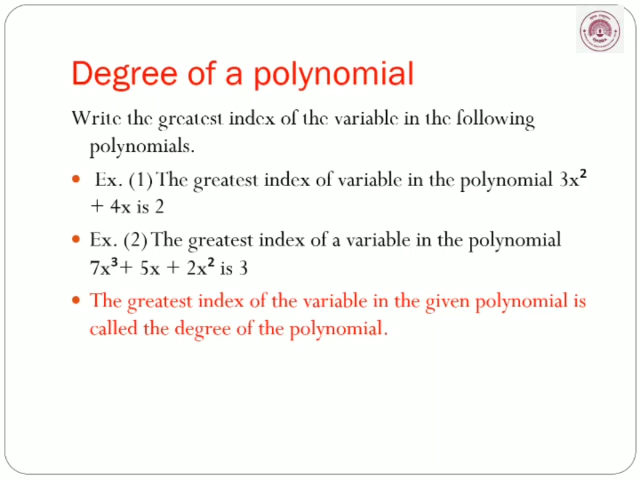 Degree of a polynomial
Write the greatest index of the variable in the following
polynomials.
• Ex. (1) The greatest index of variable in the polynomial 3x²
+ 4x is 2
• Ex. (2) The greatest index of a variable in the polynomial
7x³+ 5x + 2x² is 3
• The greatest index of the variable in the given polynomial is
called the degree of the polynomial.